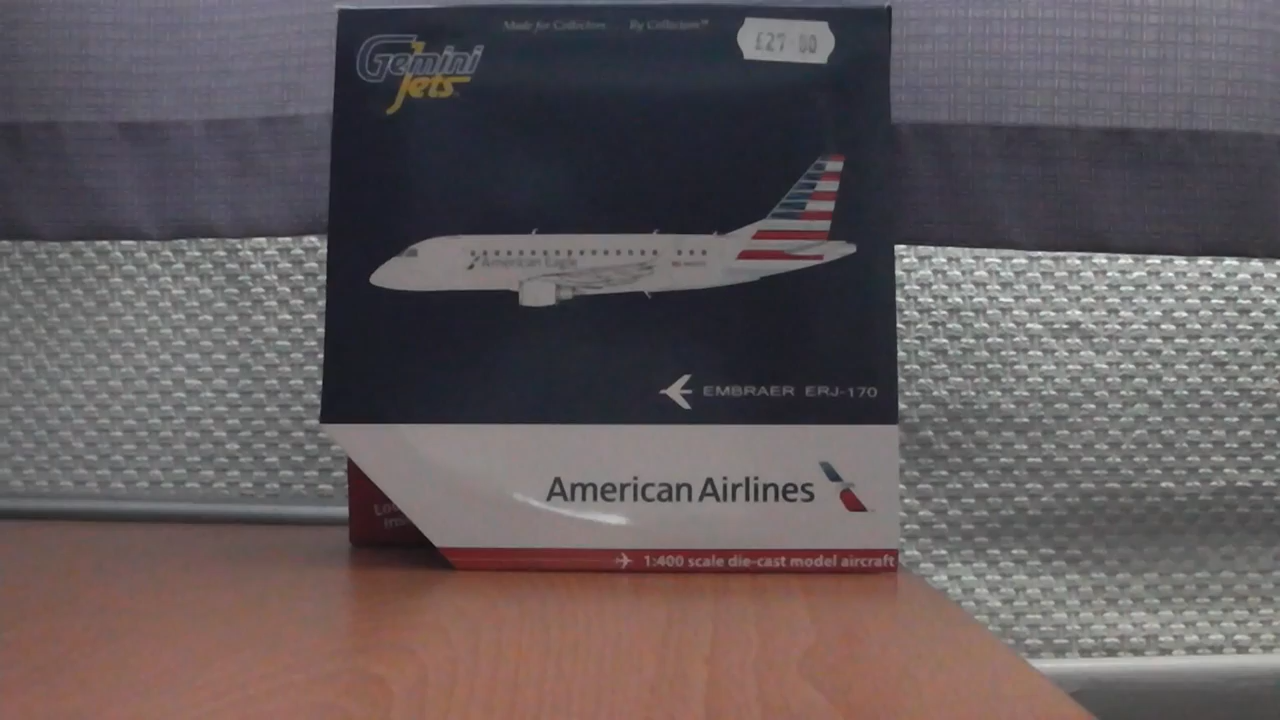 Made for Collectors . . . By Collectors™
£27.00
Gemini
Jets
American Eagle
EMBRAER ERJ-170
American Airlines
1:400 scale die-cast model aircraft